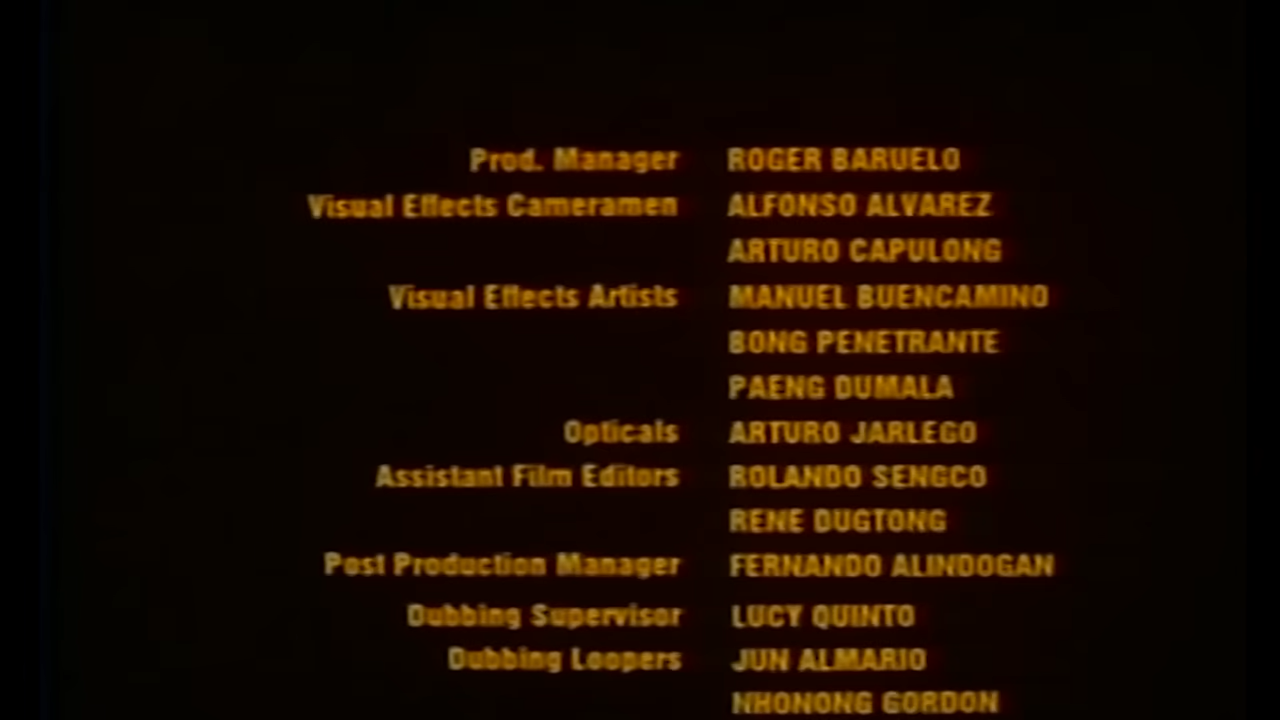 Prod. Manager ROGER BARUELO
Visual Effects Cameramen ALFONSO ALVAREZ
ARTURO CAPULONG
Visual Effects Artists MANUEL BUENCAMINO
BONG PENETRANTE
PAENG DUMALA
Opticals ARTURO JARLEGO
Assistant Film Editors ROLANDO SENGCO
RENE DUGTONG
Post Production Manager FERNANDO ALINDOGAN
Dubbing Supervisor LUCY QUINTO
Dubbing Loopers JUN ALMARIO
NHONONG GORDON